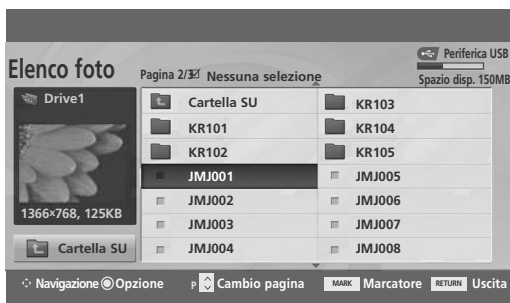 Periferica USB
Elenco foto
Pagina 2/3 Nessuna selezione
Spazio disp. 150MB
Drive1
1366×768, 125KB
Cartella SU
Cartella SU
KR101
KR102
JMJ001
JMJ002
JMJ003
JMJ004
KR103
KR104
KR105
JMJ005
JMJ006
JMJ007
JMJ008
Navigazione Opzione P Cambio pagina MARK Marcatore RETURN Uscita